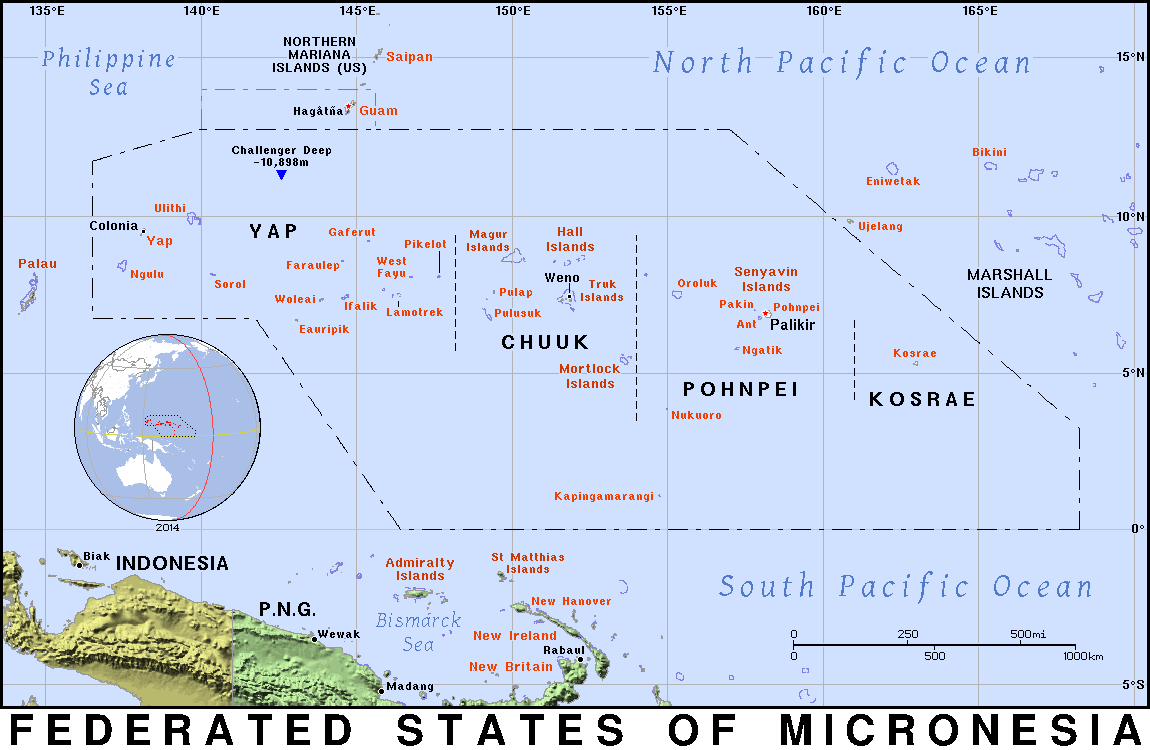 135°E 140°E 145°E 150°E 155°E 160°E 165°E
NORTHERN
MARIANA
ISLANDS (US)
Saipan
Philippine
Sea
North Pacific Ocean
15°N
Hagåtña
Guam
Challenger Deep
-10,898m
Bikini
Eniwetak
Ulithi
10°N
Colonia
Yap
YAP
Gaferut
Pikelot
Magur
Islands
Hall
Islands
Ujelang
Palau
Ngulu
Sorol
Faraulep
West
Fayu
Weno
Truk
Islands
Oroluk
Senyavin
Islands
MARSHALL
ISLANDS
Woleai
Ifalik
Lamotrek
Pulap
Pulusuk
Pakin
Pohnpei
Ant
Palikir
Eauripik
CHUUK
Ngatik
Kosrae
Mortlock
Islands
5°N
POHNPEI
KOSRAE
Nukuoro
Kapingamarangi
2014
0°
Biak
INDONESIA
Admiralty
Islands
St Matthias
Islands
South Pacific Ocean
P.N.G.
Bismarck
Sea
New Hanover
Wewak
New Ireland
Rabaul
New Britain
0 250 500mi
0 500 1000km
Madang
5°S
FEDERATED STATES OF MICRONESIA